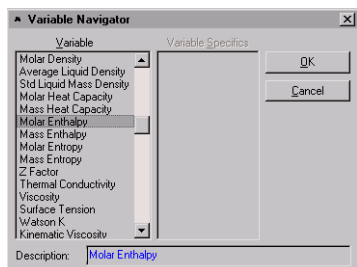 Variable Navigator
Variable
Variable Specifics
Molar Density
Average Liquid Density
Std Liquid Mass Density
Molar Heat Capacity
Mass Heat Capacity
Molar Enthalpy
Mass Enthalpy
Molar Entropy
Mass Entropy
Z Factor
Thermal Conductivity
Viscosity
Surface Tension
Watson K
Kinematic Viscosity
OK
Cancel
Description: Molar Enthalpy